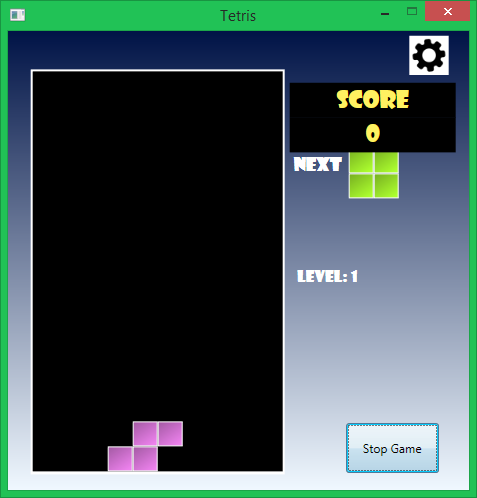 Tetris
SCORE
0
NEXT
LEVEL: 1
Stop Game